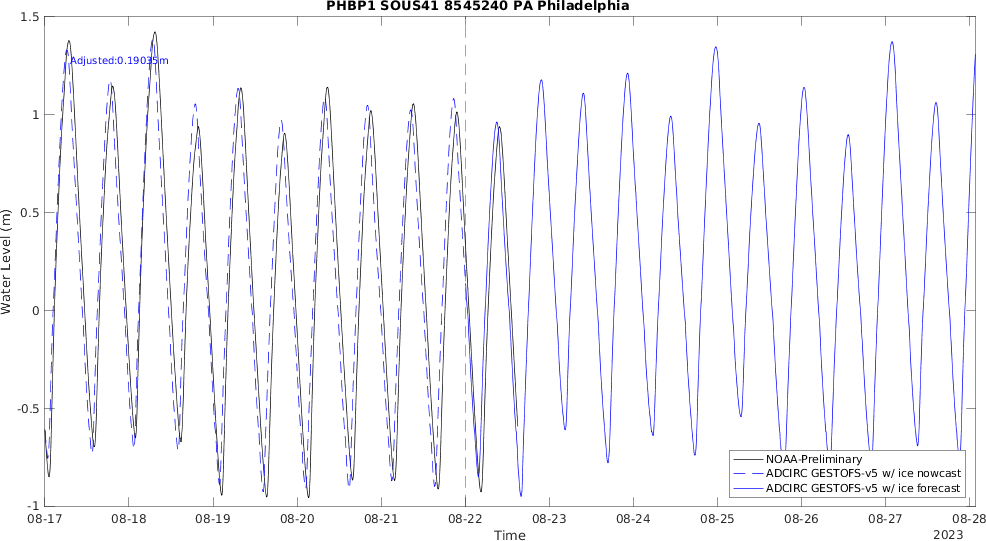 PHBP1 SOUS41 8545240 PA Philadelphia
1.5
1
0.5
0
-0.5
-1
Water Level (m)
Adjusted:0.19035m
NOAA-Preliminary
ADCIRC GESTOFS-v5 w/ ice nowcast
ADCIRC GESTOFS-v5 w/ ice forecast
08-17 08-18 08-19 08-20 08-21 08-22 08-23 08-24 08-25 08-26 08-27 08-28
Time
2023